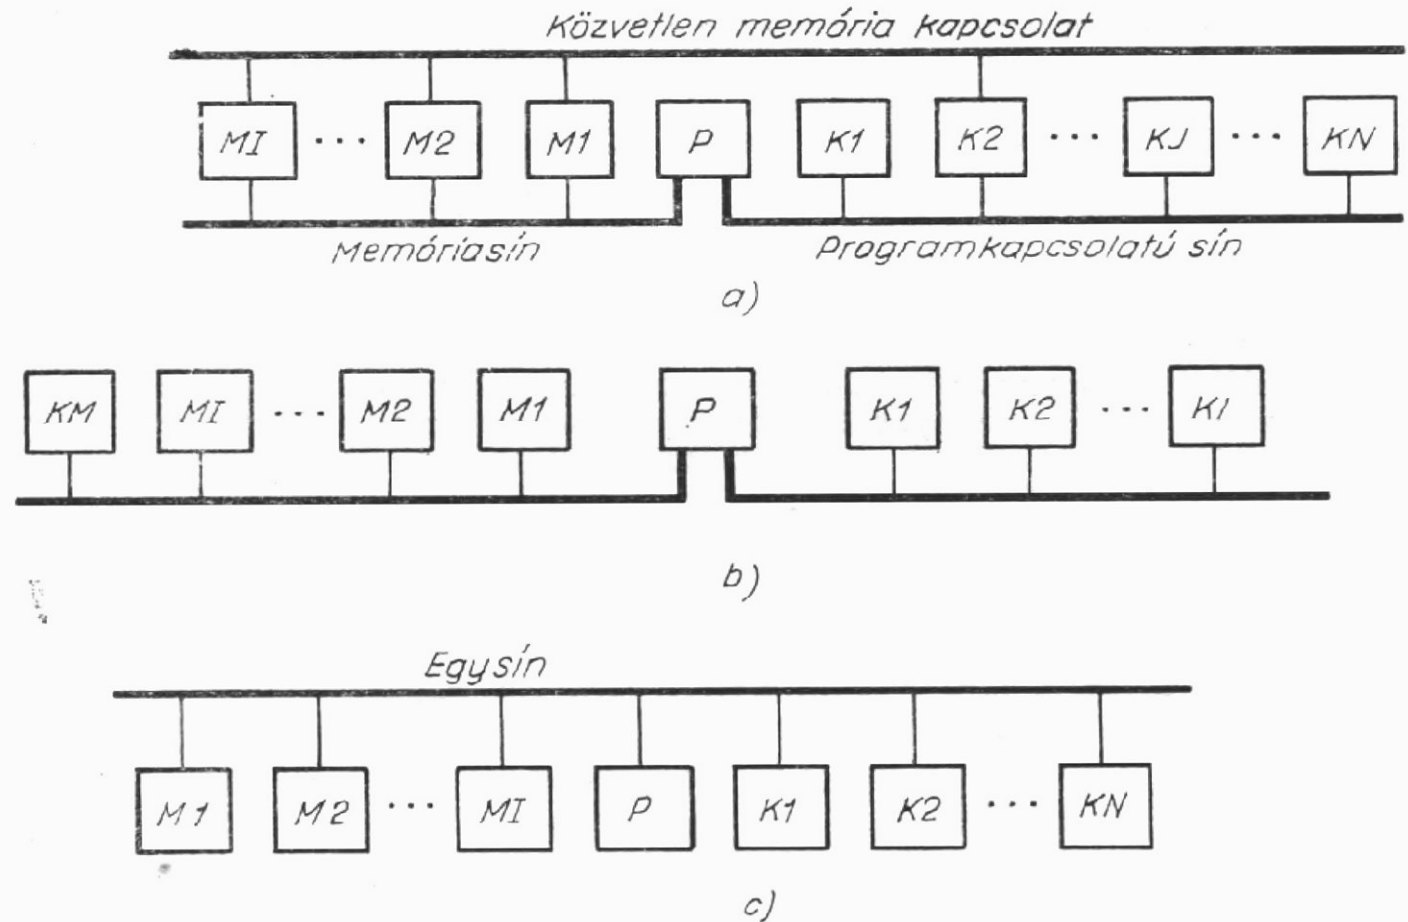 Közvetlen memória kapcsolat
MI ... M2 M1 P K1 K2 ... KJ ... KN
Memóriasín Programkapcsolatú sín
a)
KM MI ... M2 M1 P K1 K2 ... KI
b)
Egysín
M1 M2 ... MI P K1 K2 ... KN
c)